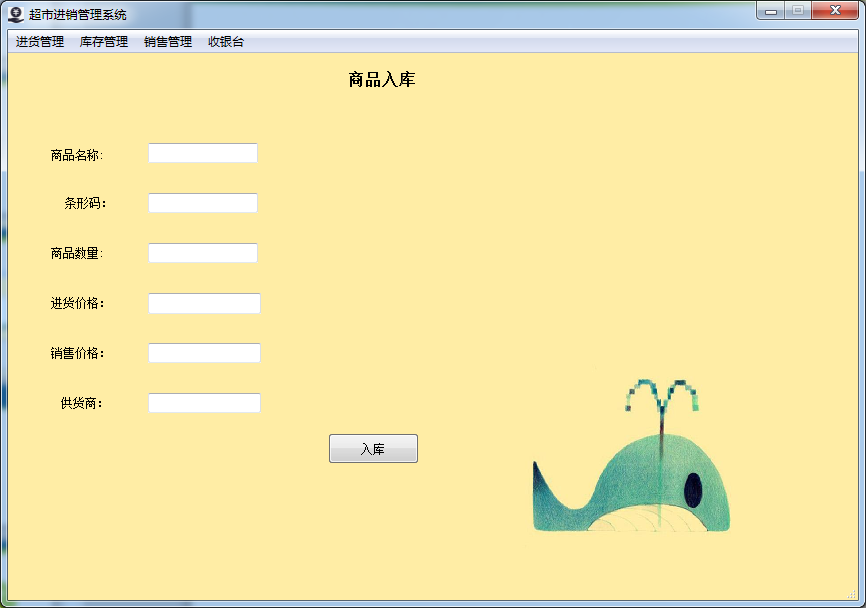 超市进销管理系统
进货管理 库存管理 销售管理 收银台
商品入库
商品名称:
条形码：
商品数量:
进货价格：
销售价格：
供货商：
入库